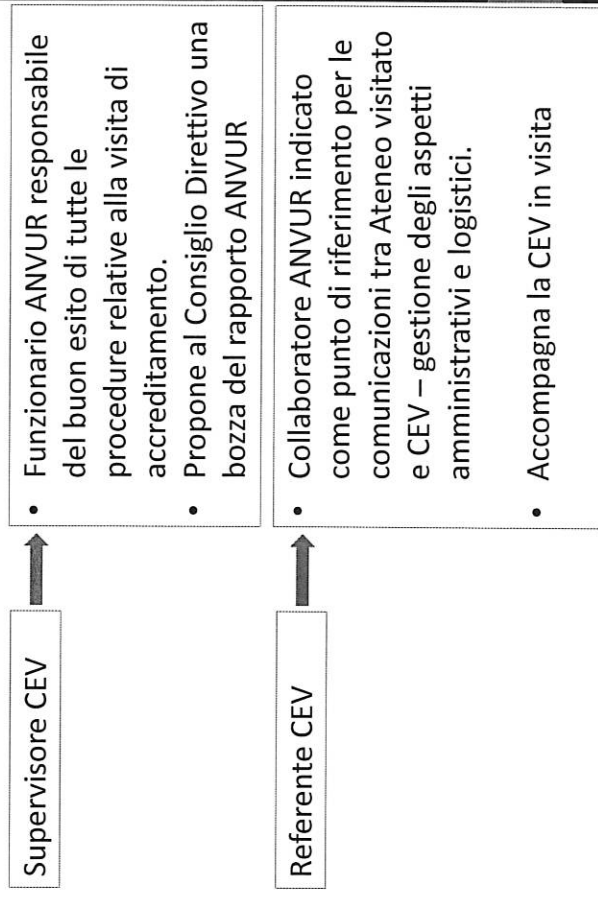 Supervisore CEV
• Funzionario ANVUR responsabile
del buon esito di tutte le
procedure relative alla visita di
accreditamento.
• Propone al Consiglio Direttivo una
bozza del rapporto ANVUR
Referente CEV
• Collaboratore ANVUR indicato
come punto di riferimento per le
comunicazioni tra Ateneo visitato
e CEV – gestione degli aspetti
amministrativi e logistici.
• Accompagna la CEV in visita